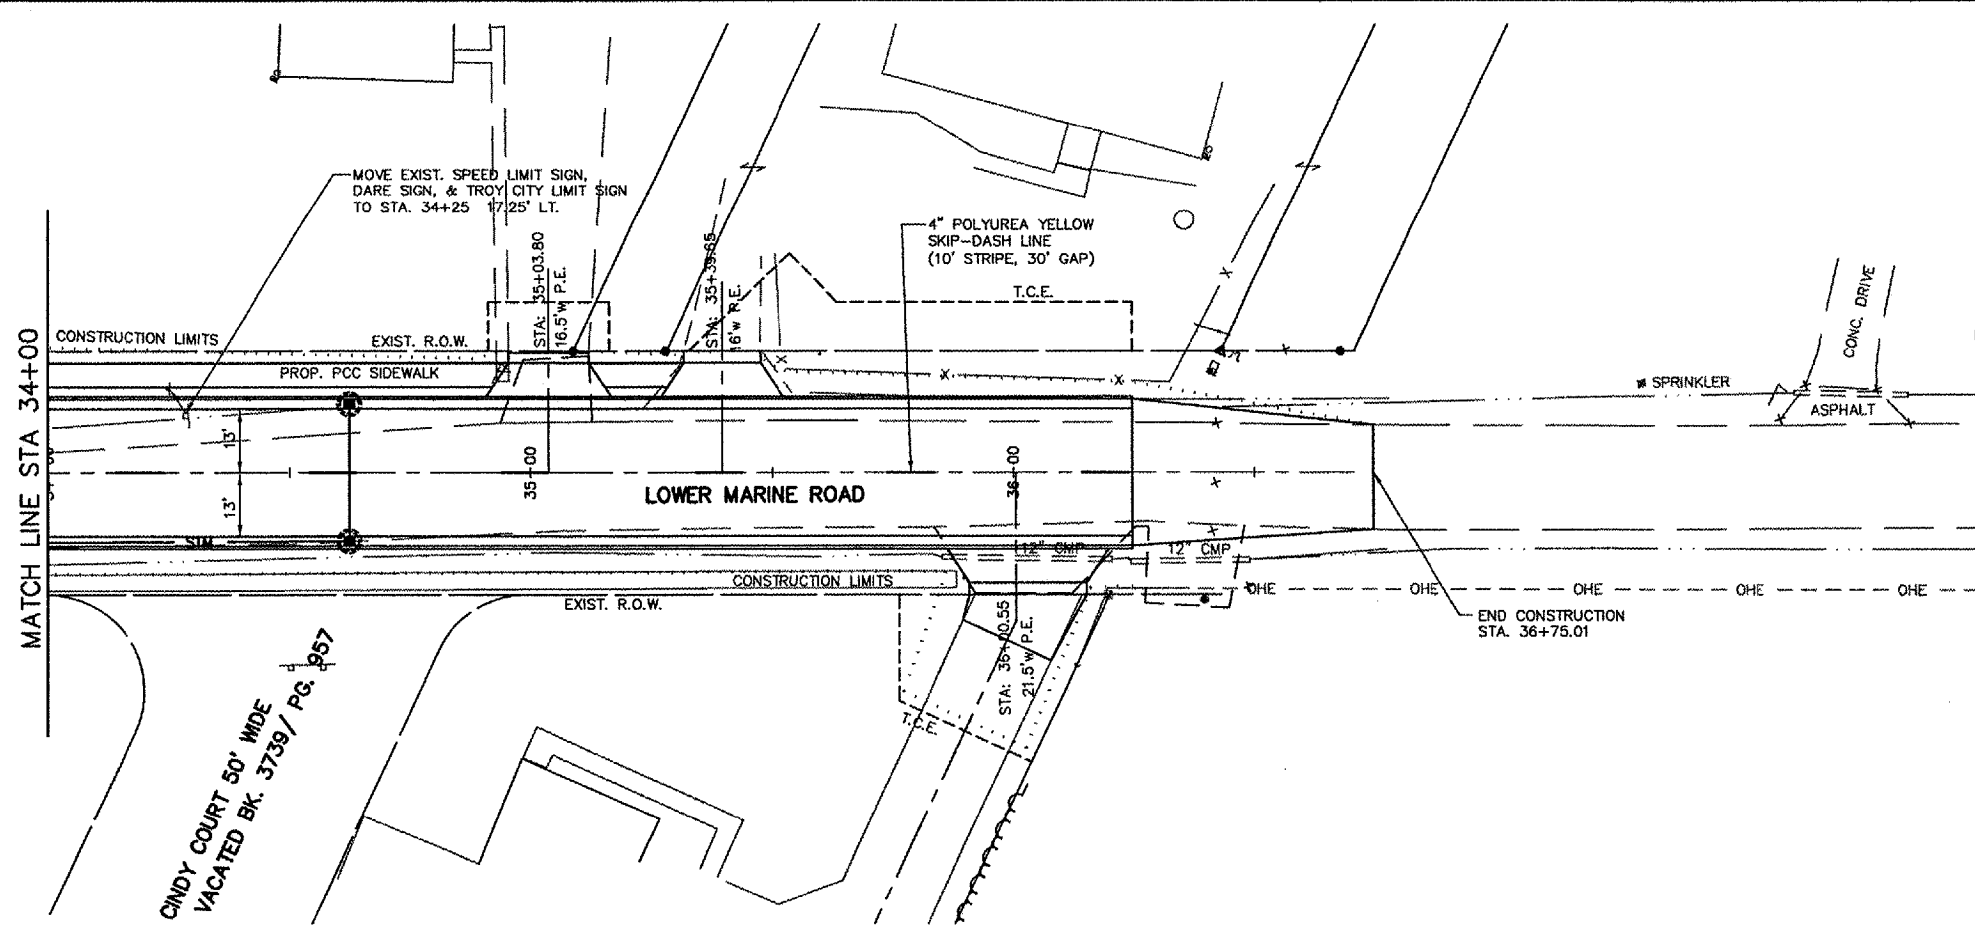 MOVE EXIST. SPEED LIMIT SIGN,
DARE SIGN, & TROY CITY LIMIT SIGN
TO STA. 34+25 17.25' LT.
4" POLYUREA YELLOW
SKIP-DASH LINE
(10' STRIPE, 30' GAP)
STA: 35+03.80
16.5'w P.E.
STA: 35+39.65
16'w P.E.
T.C.E.
CONC. DRIVE
MATCH LINE STA 34+00
CONSTRUCTION LIMITS
EXIST. R.O.W.
PROP. PCC SIDEWALK
SPRINKLER
ASPHALT
13'
13'
35+00
36+00
LOWER MARINE ROAD
STM
12" CMP
12" CMP
CONSTRUCTION LIMITS
EXIST. R.O.W.
OHE
OHE
OHE
OHE
OHE
END CONSTRUCTION
STA. 36+75.01
STA: 36+00.55
21.5'w P.E.
T.C.E.
CINDY COURT 50' WIDE
VACATED BK. 3739/ PG. 957